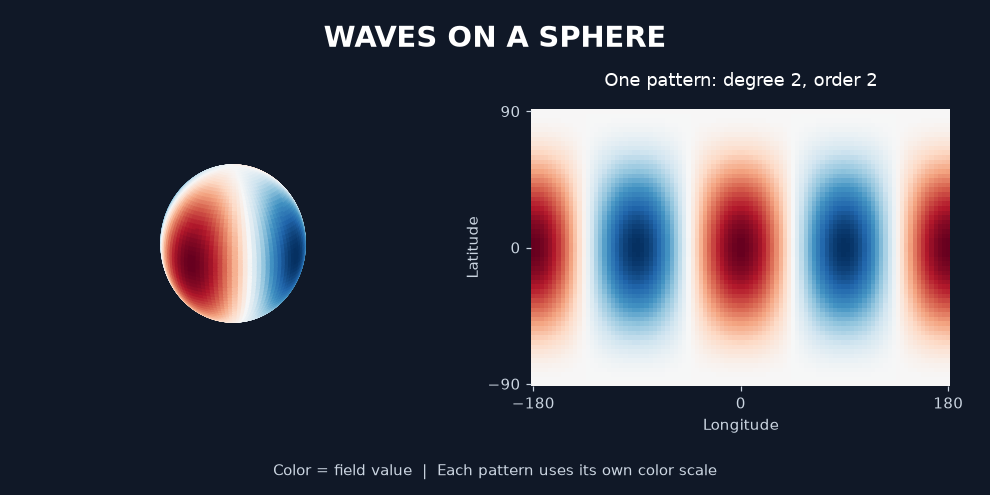 WAVES ON A SPHERE
One pattern: degree 2, order 2
90
0
−90
Latitude
−180
0
180
Longitude
Color = field value | Each pattern uses its own color scale